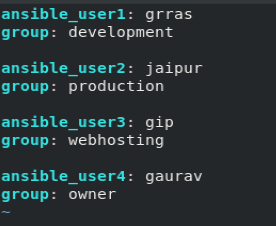 ansible_user1: grras
group: development
ansible_user2: jaipur
group: production
ansible_user3: gip
group: webhosting
ansible_user4: gaurav
group: owner
~